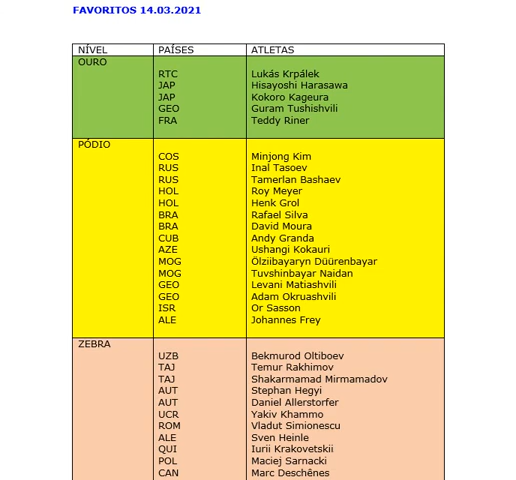 FAVORITOS 14.03.2021
NÍVEL PAÍSES ATLETAS
OURO
RTC Lukás Krpálek
JAP Hisayoshi Harasawa
JAP Kokoro Kageura
GEO Guram Tushishvili
FRA Teddy Riner
PÓDIO
COS Minjong Kim
RUS Inal Tasoev
RUS Tamerlan Bashaev
HOL Roy Meyer
HOL Henk Grol
BRA Rafael Silva
BRA David Moura
CUB Andy Granda
AZE Ushangi Kokauri
MOG Ölziibayaryn Düürenbayar
MOG Tuvshinbayar Naidan
GEO Levani Matiashvili
GEO Adam Okruashvili
ISR Or Sasson
ALE Johannes Frey
ZEBRA
UZB Bekmurod Oltiboev
TAJ Temur Rakhimov
TAJ Shakarmamad Mirmamadov
AUT Stephan Hegyi
AUT Daniel Allerstorfer
UCR Yakiv Khammo
ROM Vladut Simionescu
ALE Sven Heinle
QUI Iurii Krakovetskii
POL Maciej Sarnacki
CAN Marc Deschênes